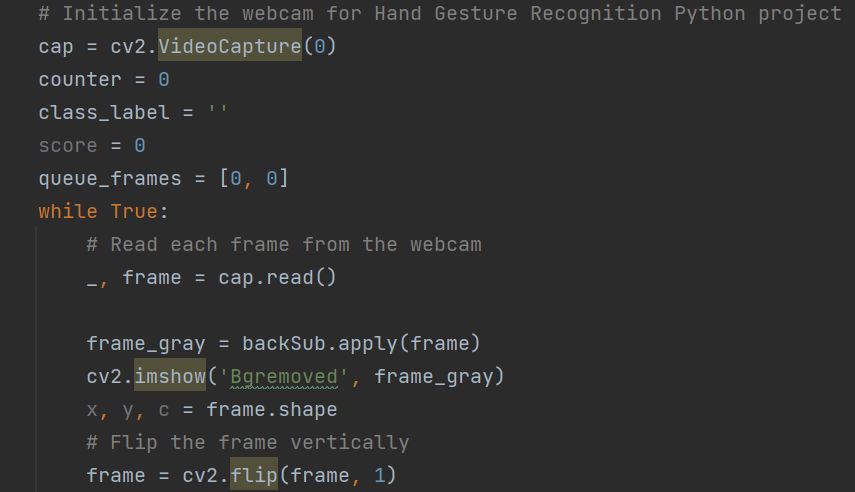 # Initialize the webcam for Hand Gesture Recognition Python project
cap = cv2.VideoCapture(0)
counter = 0
class_label = ''
score = 0
queue_frames = [0, 0]
while True:
    # Read each frame from the webcam
    _, frame = cap.read()
    frame_gray = backSub.apply(frame)
    cv2.imshow('Bgremoved', frame_gray)
    x, y, c = frame.shape
    # Flip the frame vertically
    frame = cv2.flip(frame, 1)